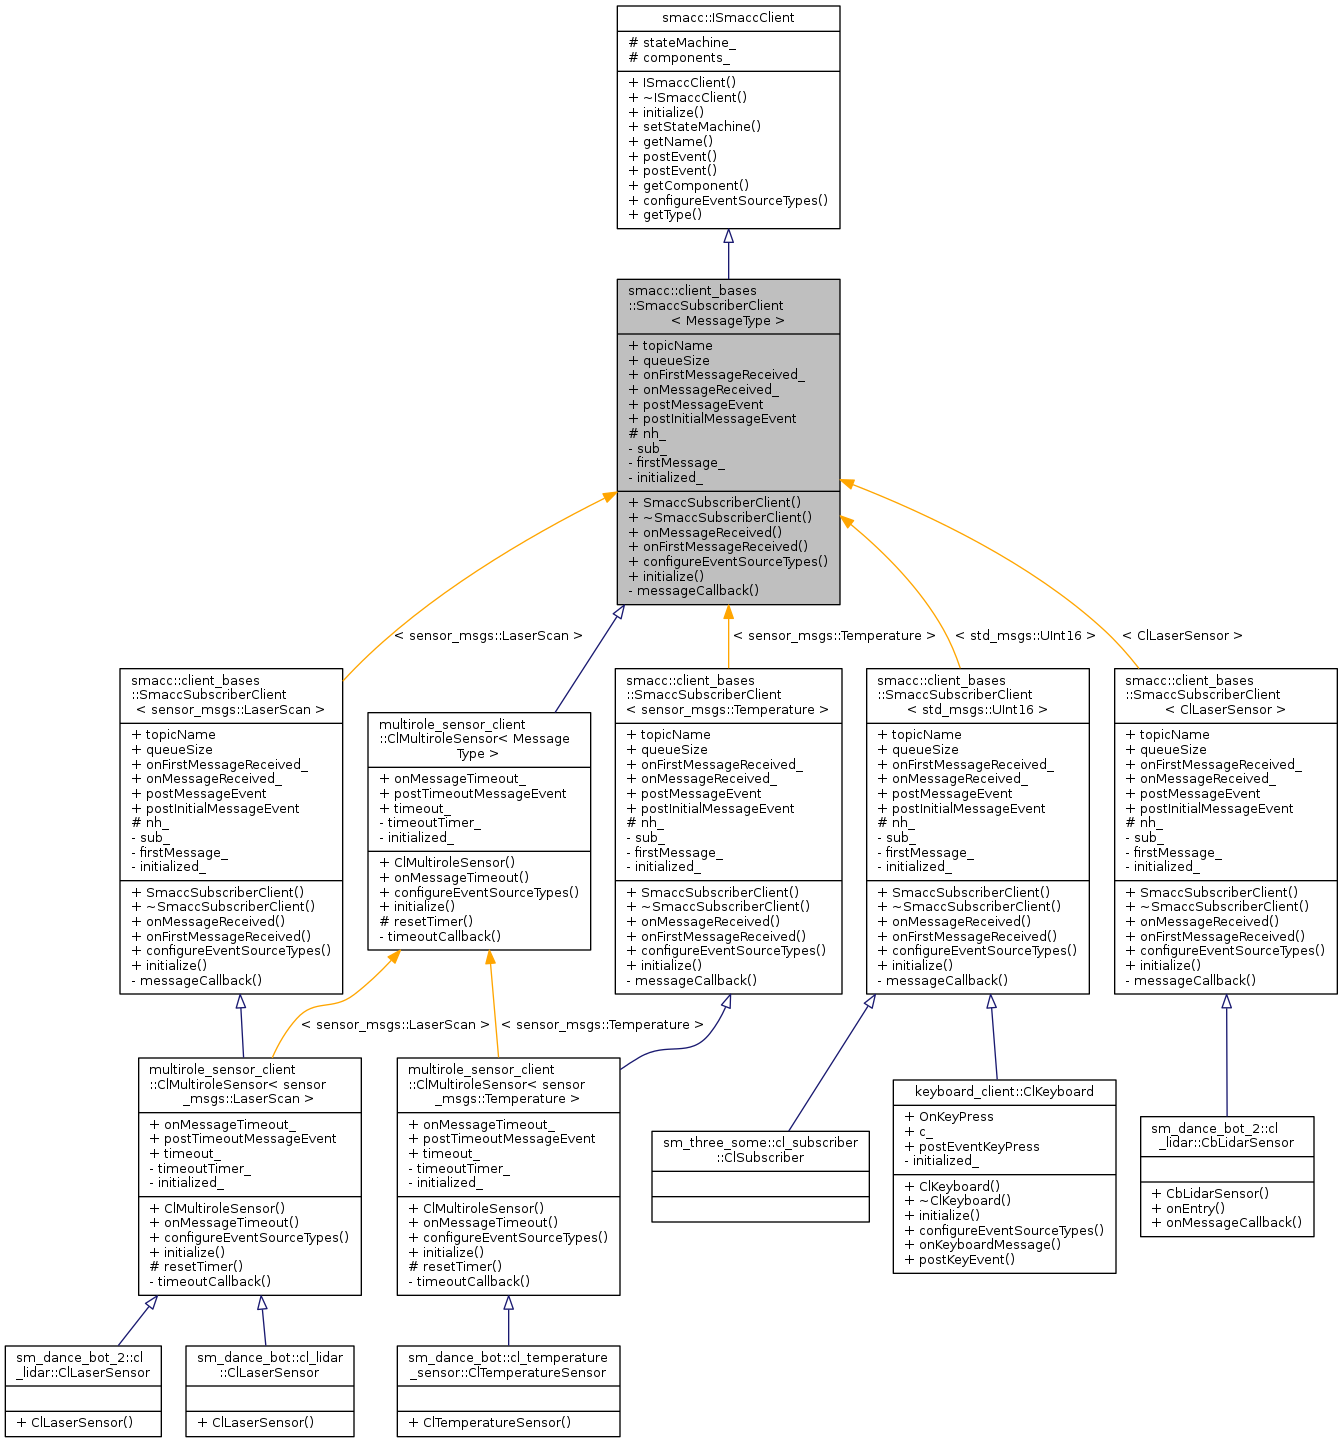 smacc::ISmaccClient
# stateMachine_
# components_
+ ISmaccClient()
+ ~ISmaccClient()
+ initialize()
+ setStateMachine()
+ getName()
+ postEvent()
+ postEvent()
+ getComponent()
+ configureEventSourceTypes()
+ getType()
smacc::client_bases
::SmaccSubscriberClient
< MessageType >
+ topicName
+ queueSize
+ onFirstMessageReceived_
+ onMessageReceived_
+ postMessageEvent
+ postInitialMessageEvent
# nh_
- sub_
- firstMessage_
- initialized_
+ SmaccSubscriberClient()
+ ~SmaccSubscriberClient()
+ onMessageReceived()
+ onFirstMessageReceived()
+ configureEventSourceTypes()
+ initialize()
- messageCallback()
< sensor_msgs::LaserScan >
< sensor_msgs::Temperature >
< std_msgs::UInt16 >
< ClLaserSensor >
smacc::client_bases
::SmaccSubscriberClient
< sensor_msgs::LaserScan >
+ topicName
+ queueSize
+ onFirstMessageReceived_
+ onMessageReceived_
+ postMessageEvent
+ postInitialMessageEvent
# nh_
- sub_
- firstMessage_
- initialized_
+ SmaccSubscriberClient()
+ ~SmaccSubscriberClient()
+ onMessageReceived()
+ onFirstMessageReceived()
+ configureEventSourceTypes()
+ initialize()
- messageCallback()
multirole_sensor_client
::ClMultiroleSensor< Message
Type >
+ onMessageTimeout_
+ postTimeoutMessageEvent
+ timeout_
- timeoutTimer_
- initialized_
+ ClMultiroleSensor()
+ onMessageTimeout()
+ configureEventSourceTypes()
+ initialize()
# resetTimer()
- timeoutCallback()
smacc::client_bases
::SmaccSubscriberClient
< sensor_msgs::Temperature >
+ topicName
+ queueSize
+ onFirstMessageReceived_
+ onMessageReceived_
+ postMessageEvent
+ postInitialMessageEvent
# nh_
- sub_
- firstMessage_
- initialized_
+ SmaccSubscriberClient()
+ ~SmaccSubscriberClient()
+ onMessageReceived()
+ onFirstMessageReceived()
+ configureEventSourceTypes()
+ initialize()
- messageCallback()
smacc::client_bases
::SmaccSubscriberClient
< std_msgs::UInt16 >
+ topicName
+ queueSize
+ onFirstMessageReceived_
+ onMessageReceived_
+ postMessageEvent
+ postInitialMessageEvent
# nh_
- sub_
- firstMessage_
- initialized_
+ SmaccSubscriberClient()
+ ~SmaccSubscriberClient()
+ onMessageReceived()
+ onFirstMessageReceived()
+ configureEventSourceTypes()
+ initialize()
- messageCallback()
smacc::client_bases
::SmaccSubscriberClient
< ClLaserSensor >
+ topicName
+ queueSize
+ onFirstMessageReceived_
+ onMessageReceived_
+ postMessageEvent
+ postInitialMessageEvent
# nh_
- sub_
- firstMessage_
- initialized_
+ SmaccSubscriberClient()
+ ~SmaccSubscriberClient()
+ onMessageReceived()
+ onFirstMessageReceived()
+ configureEventSourceTypes()
+ initialize()
- messageCallback()
< sensor_msgs::LaserScan >
< sensor_msgs::Temperature >
multirole_sensor_client
::ClMultiroleSensor< sensor
_msgs::LaserScan >
+ onMessageTimeout_
+ postTimeoutMessageEvent
+ timeout_
- timeoutTimer_
- initialized_
+ ClMultiroleSensor()
+ onMessageTimeout()
+ configureEventSourceTypes()
+ initialize()
# resetTimer()
- timeoutCallback()
multirole_sensor_client
::ClMultiroleSensor< sensor
_msgs::Temperature >
+ onMessageTimeout_
+ postTimeoutMessageEvent
+ timeout_
- timeoutTimer_
- initialized_
+ ClMultiroleSensor()
+ onMessageTimeout()
+ configureEventSourceTypes()
+ initialize()
# resetTimer()
- timeoutCallback()
sm_three_some::cl_subscriber
::ClSubscriber
keyboard_client::ClKeyboard
+ OnKeyPress
+ c_
+ postEventKeyPress
- initialized_
+ ClKeyboard()
+ ~ClKeyboard()
+ initialize()
+ configureEventSourceTypes()
+ onKeyboardMessage()
+ postKeyEvent()
sm_dance_bot_2::cl
_lidar::CbLidarSensor
+ CbLidarSensor()
+ onEntry()
+ onMessageCallback()
sm_dance_bot_2::cl
_lidar::ClLaserSensor
+ ClLaserSensor()
sm_dance_bot::cl_lidar
::ClLaserSensor
+ ClLaserSensor()
sm_dance_bot::cl_temperature
_sensor::ClTemperatureSensor
+ ClTemperatureSensor()